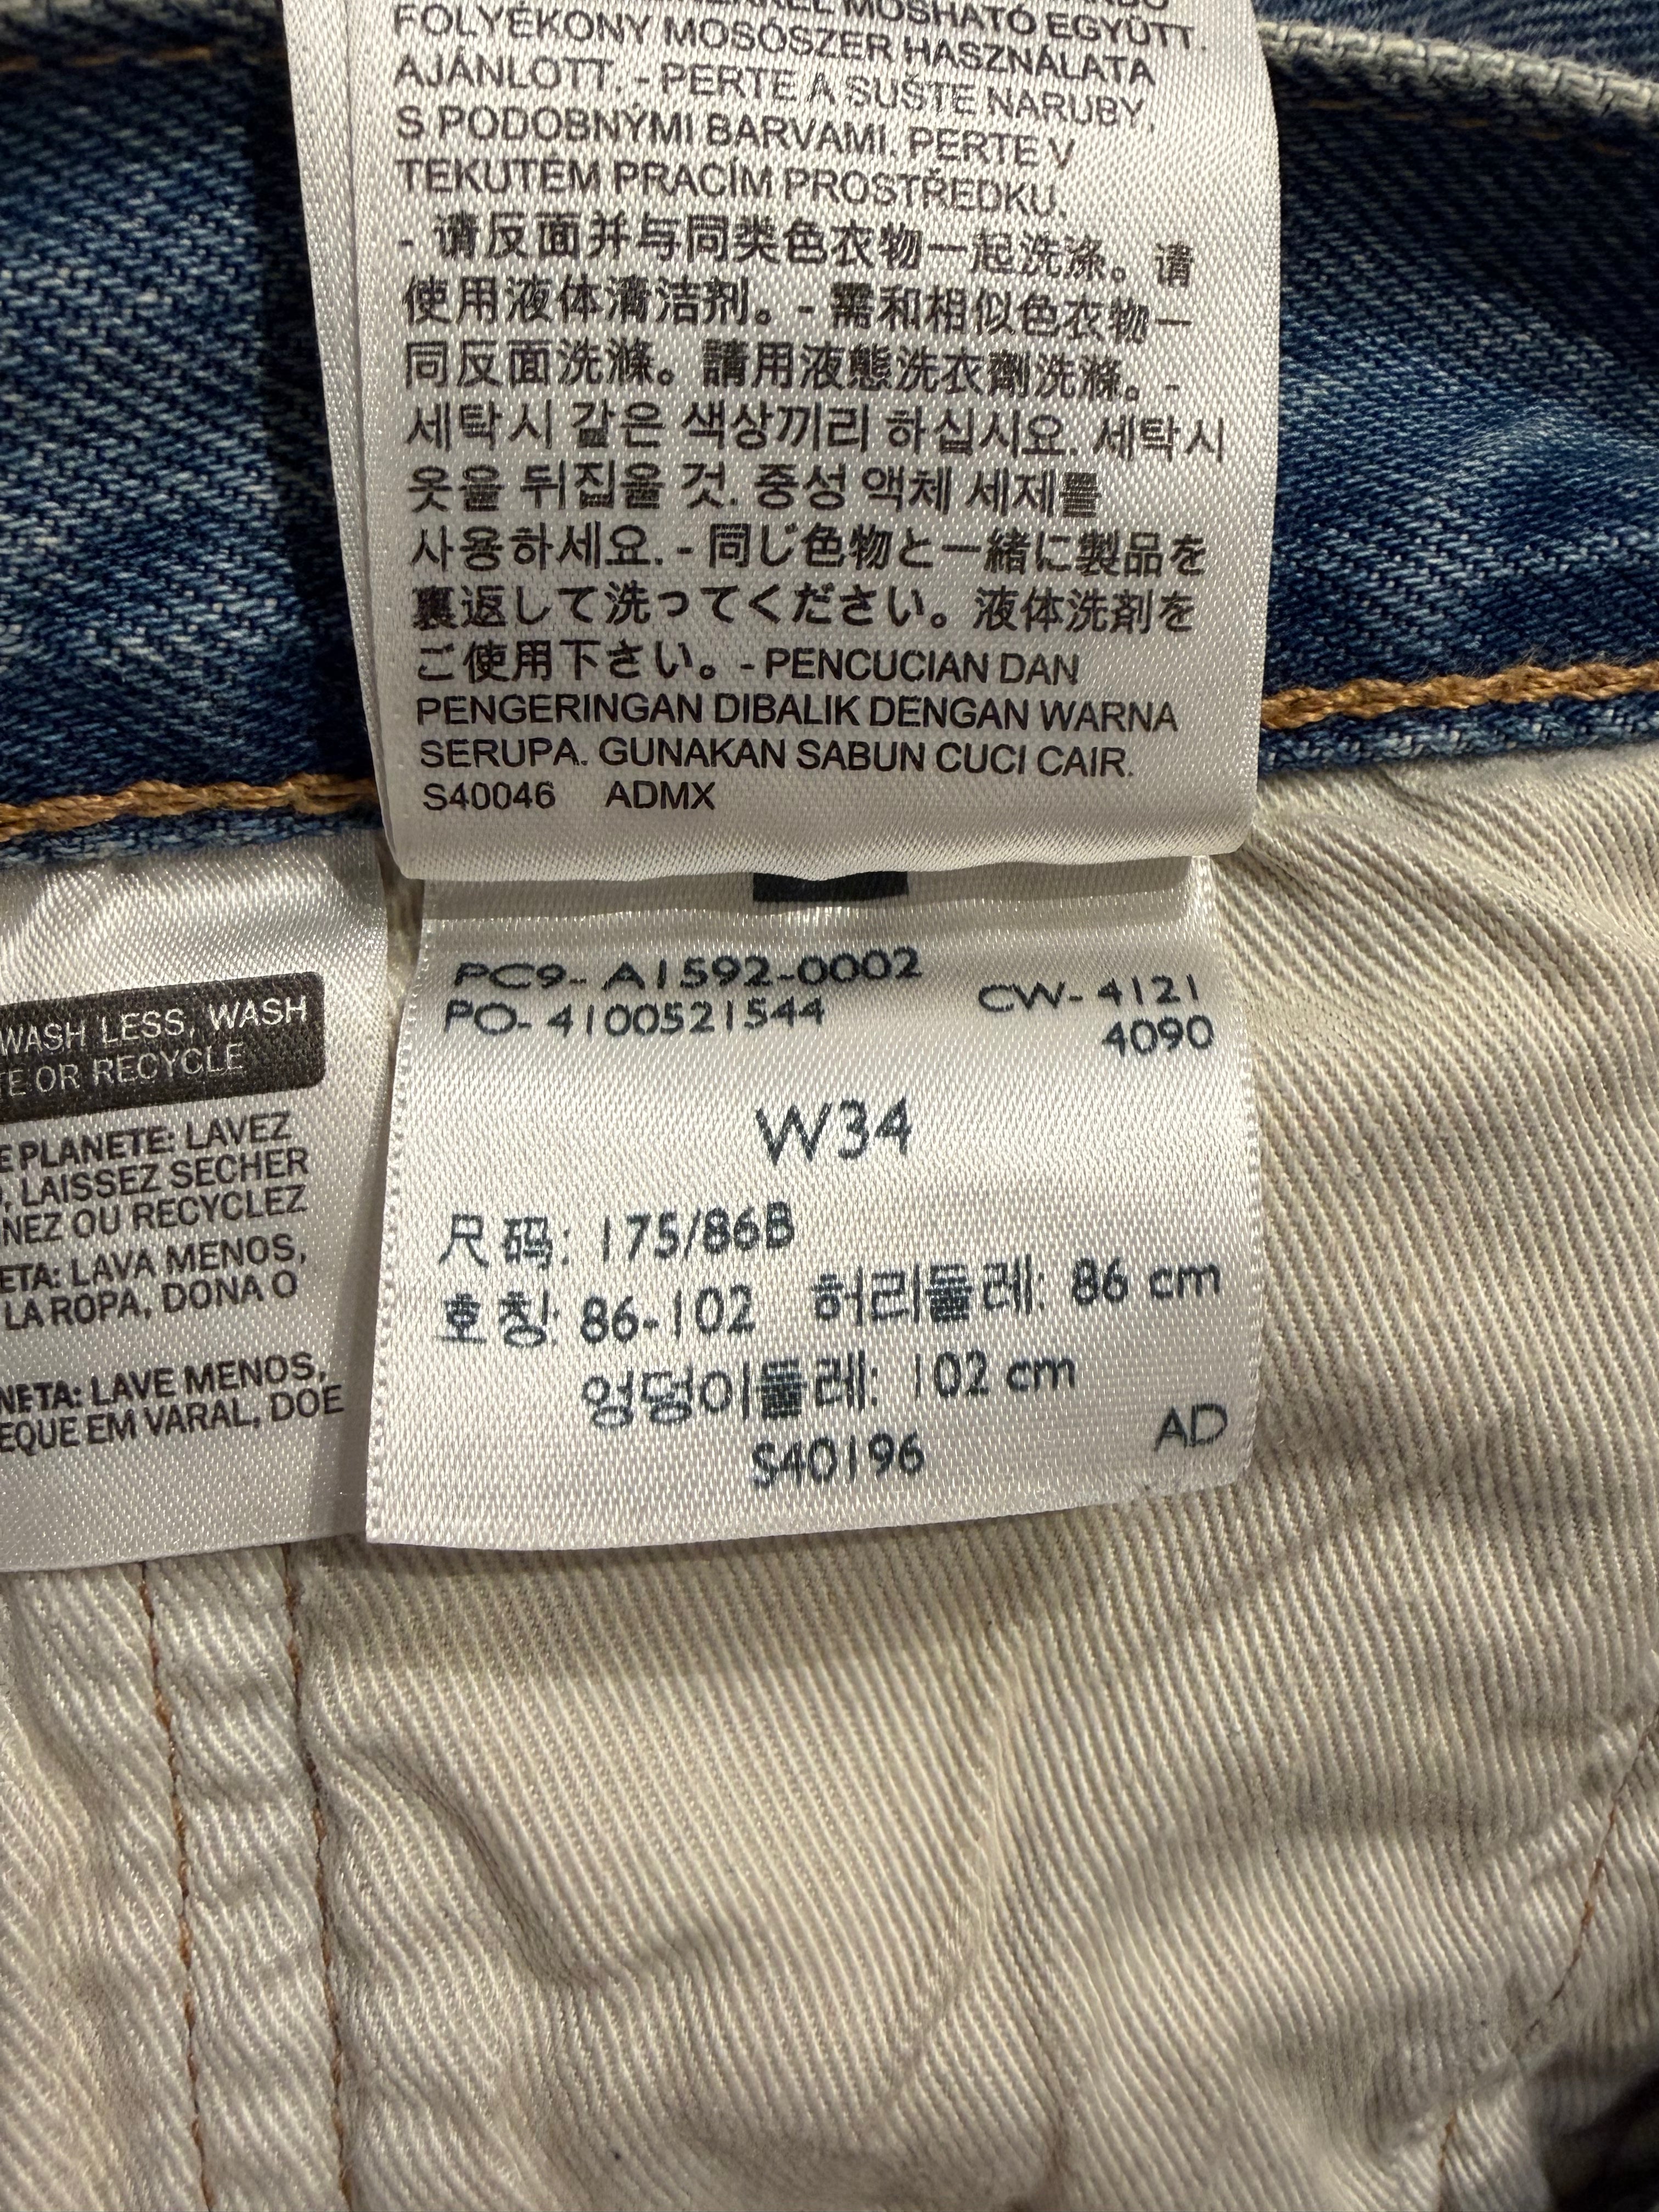 MOSHATÓ EGYÜTT.
FOLYÉKONY MOSÓSZER HASZNÁLATA
AJÁNLOTT. - PERTE A SUŠTE NARUBY,
S PODOBNÝMI BARVAMI. PERTE V
TEKUTÉM PRACÍM PROSTŘEDKU.
- 请反面并与同类色衣物一起洗涤。请
使用液体清洁剂。- 需和相似色衣物一
同反面洗滌。請用液態洗衣劑洗滌。-
세탁시 같은 색상끼리 하십시요. 세탁시
옷을 뒤집을 것. 중성 액체 세제를
사용하세요. - 同じ色物と一緒に製品を
裏返して洗ってください。液体洗剤を
ご使用下さい。- PENCUCIAN DAN
PENGERINGAN DIBALIK DENGAN WARNA
SERUPA. GUNAKAN SABUN CUCI CAIR.
S40046 ADMX
WASH LESS, WASH
OR RECYCLE
PLANETE: LAVEZ
LAISSEZ SECHER
OU RECYCLEZ
LAVA MENOS,
LA ROPA, DONA O
LAVE MENOS,
EM VARAL, DOE
PC9- A1592-0002
PO- 4100521544
CW- 4121
4090
W34
尺码: 175/86B
호칭: 86-102 허리둘레: 86 cm
엉덩이둘레: 102 cm
S40196
AD